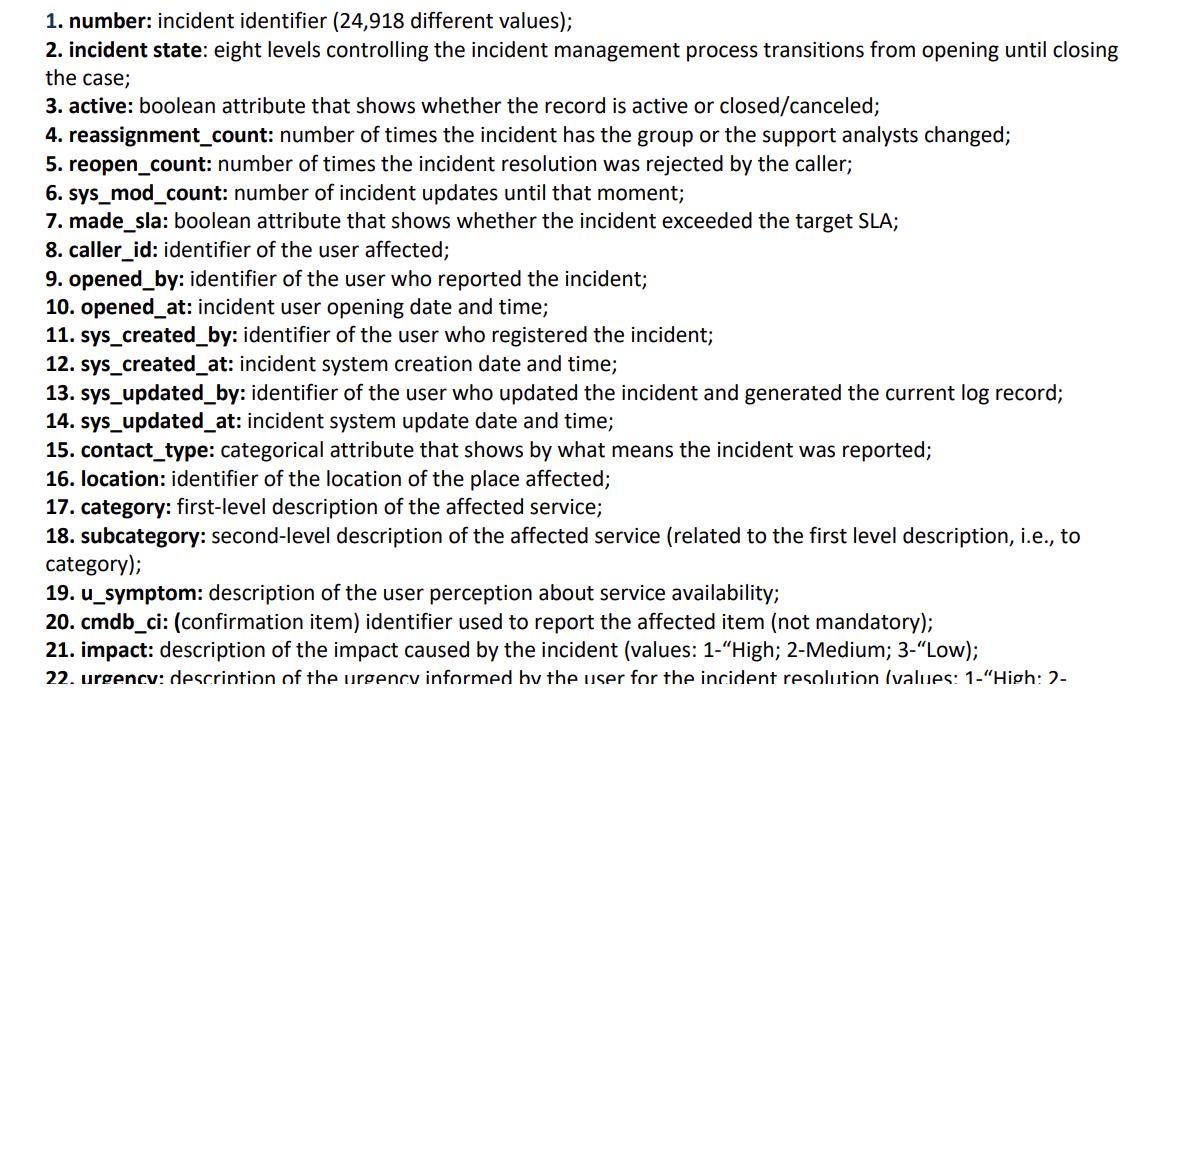 1. number: incident identifier (24,918 different values);
2. incident state: eight levels controlling the incident management process transitions from opening until closing
the case;
3. active: boolean attribute that shows whether the record is active or closed/canceled;
4. reassignment_count: number of times the incident has the group or the support analysts changed;
5. reopen_count: number of times the incident resolution was rejected by the caller;
6. sys_mod_count: number of incident updates until that moment;
7. made_sla: boolean attribute that shows whether the incident exceeded the target SLA;
8. caller_id: identifier of the user affected;
9. opened_by: identifier of the user who reported the incident;
10. opened_at: incident user opening date and time;
11. sys_created_by: identifier of the user who registered the incident;
12. sys_created_at: incident system creation date and time;
13. sys_updated_by: identifier of the user who updated the incident and generated the current log record;
14. sys_updated_at: incident system update date and time;
15. contact_type: categorical attribute that shows by what means the incident was reported;
16. location: identifier of the location of the place affected;
17. category: first-level description of the affected service;
18. subcategory: second-level description of the affected service (related to the first level description, i.e., to
category);
19. u_symptom: description of the user perception about service availability;
20. cmdb_ci: (confirmation item) identifier used to report the affected item (not mandatory);
21. impact: description of the impact caused by the incident (values: 1-“High; 2-Medium; 3-“Low);
22. urgency: description of the urgency informed by the user for the incident resolution (values: 1-“High; 2-